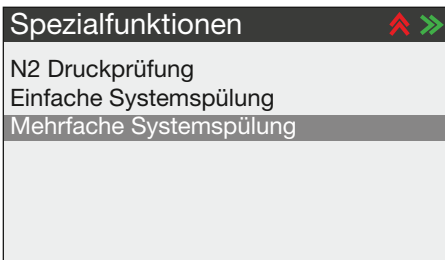 Spezialfunktionen
N2 Druckprüfung
Einfache Systemspülung
Mehrfache Systemspülung